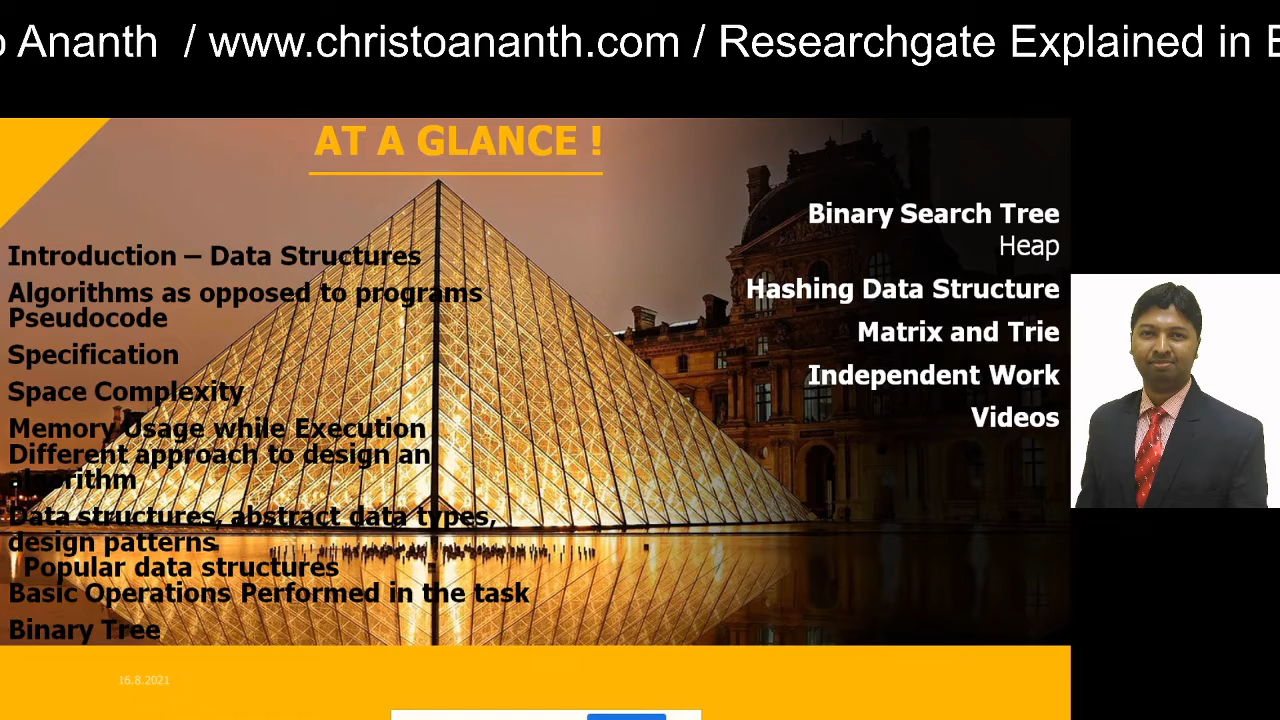 Ananth / www.christoananth.com / Researchgate Explained in
AT A GLANCE !
Introduction – Data Structures
Algorithms as opposed to programs
Pseudocode
Specification
Space Complexity
Memory Usage while Execution
Different approach to design an
algorithm
Data structures, abstract data types,
design patterns
Popular data structures
Basic Operations Performed in the task
Binary Tree
Binary Search Tree
Heap
Hashing Data Structure
Matrix and Trie
Independent Work
Videos
16.8.2021